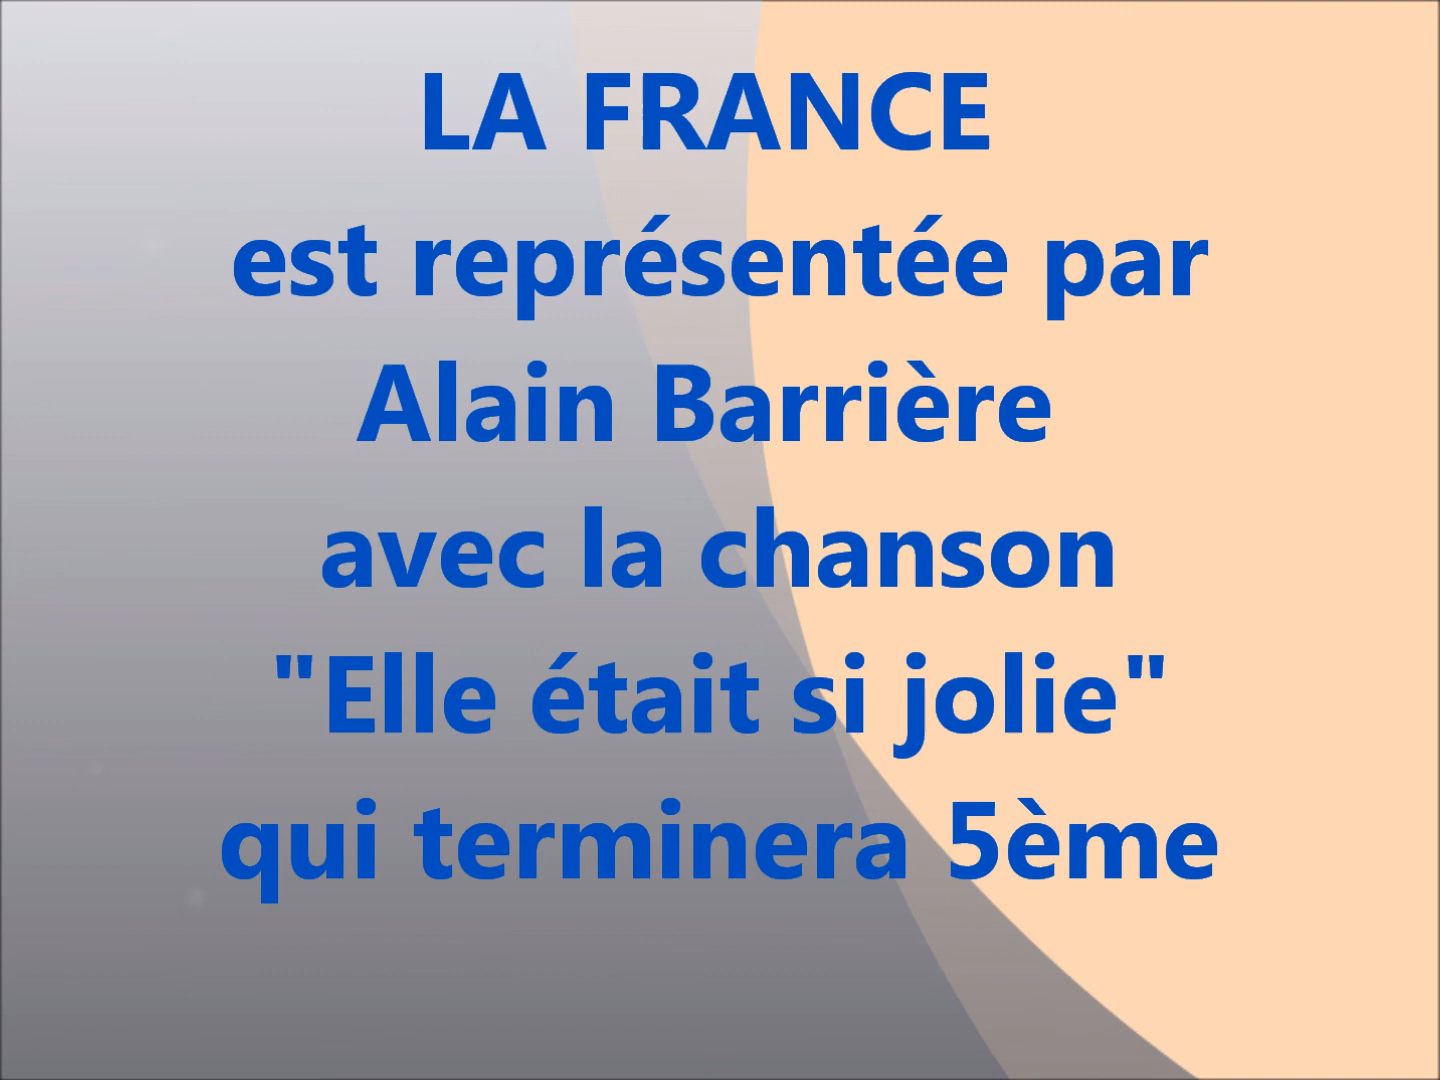 LA FRANCE
est représentée par
Alain Barrière
avec la chanson
"Elle était si jolie"
qui terminera 5ème